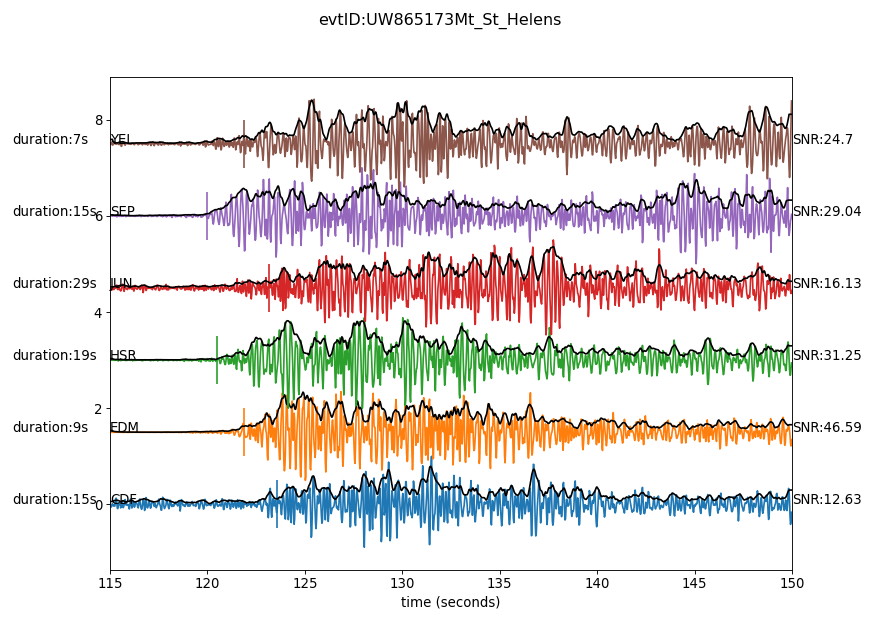 evtID:UW865173Mt_St_Helens
8
duration:7s YEL SNR:24.7
duration:15s 6 SEP SNR:29.04
duration:29s JUN SNR:16.13
4
duration:19s HSR SNR:31.25
2
duration:9s EDM SNR:46.59
duration:15s 0 CDF SNR:12.63
115 120 125 130 135 140 145 150
time (seconds)